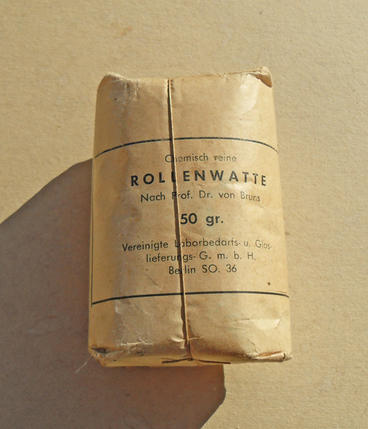 Chemisch reine
ROLLENWATTE
Nach Prof. Dr. von Bruns
50 gr.
Vereinigte Laborbedarfs- u. Glas-
lieferungs- G. m. b. H.
Berlin SO. 36